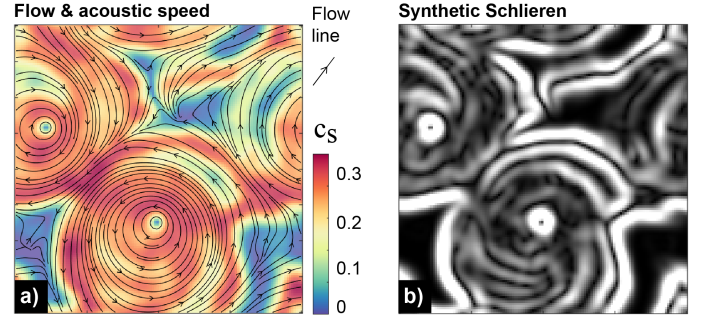 Flow & acoustic speed
Flow
line
cs
0.3
0.2
0.1
0
a)
Synthetic Schlieren
b)